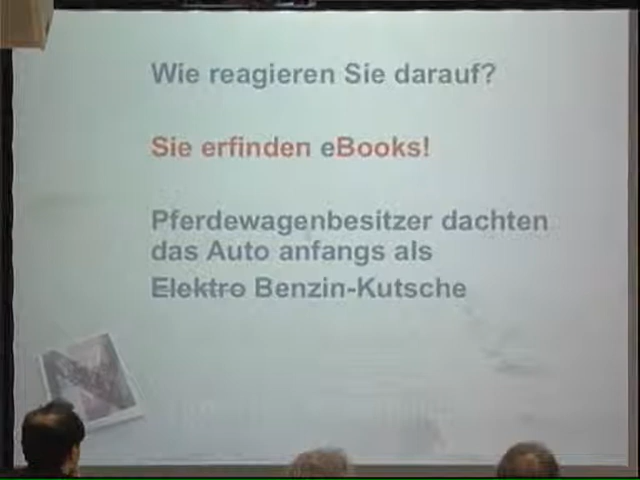 Wie reagieren Sie darauf?
Sie erfinden eBooks!
Pferdewagenbesitzer dachten
das Auto anfangs als
Elektro Benzin-Kutsche